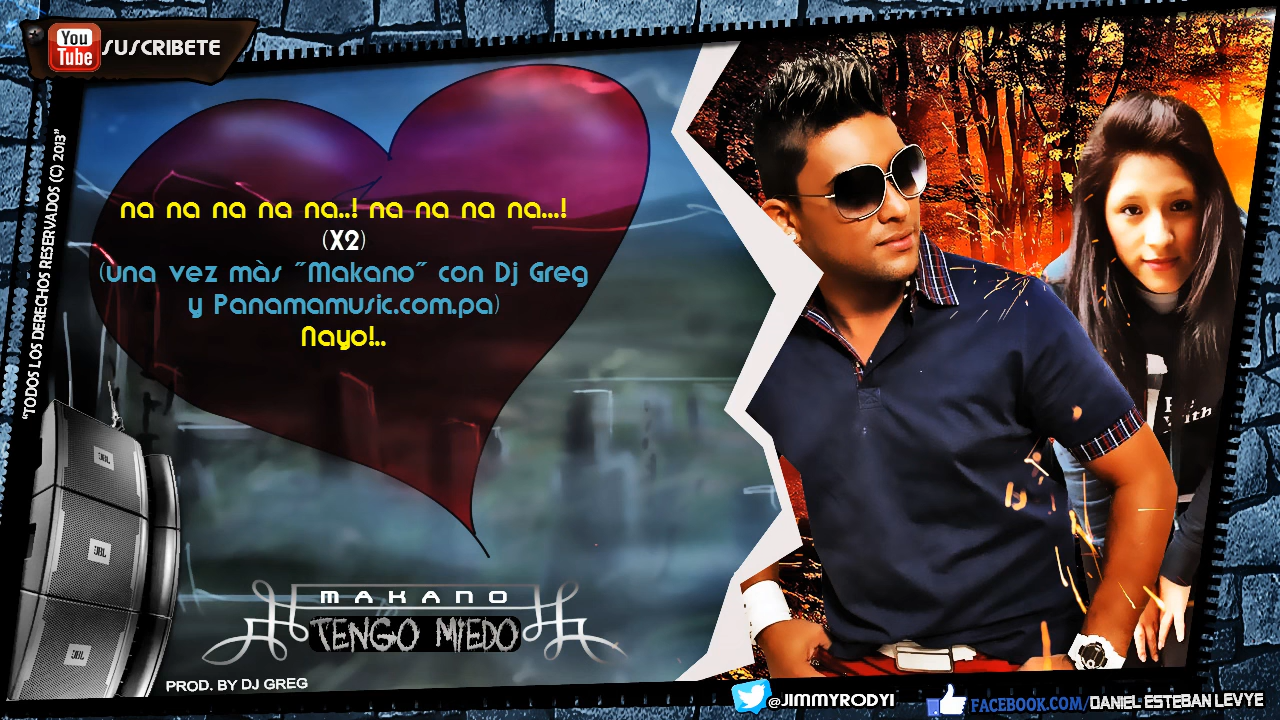 You
Tube
SUSCRIBETE
"TODOS LOS DERECHOS RESERVADOS (C) 2013"
na na na na na..! na na na na...!
(X2)
(una vez màs "Makano" con Dj Greg
y Panamamusic.com.pa)
Nayo!..
JBL
JBL
JBL
MAKANO
TENGO MIEDO
PROD. BY DJ GREG
@JIMMYRODYI
FACEBOOK.COM/DANIEL ESTEBAN LEVYE